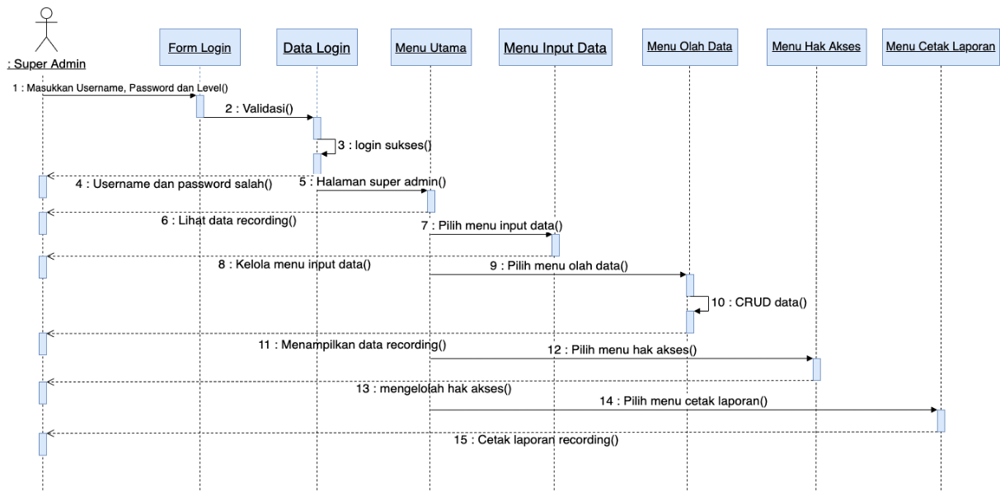 : Super Admin
Form Login
Data Login
Menu Utama
Menu Input Data
Menu Olah Data
Menu Hak Akses
Menu Cetak Laporan
1 : Masukkan Username, Password dan Level()
2 : Validasi()
3 : login sukses()
4 : Username dan password salah()
5 : Halaman super admin()
6 : Lihat data recording()
7 : Pilih menu input data()
8 : Kelola menu input data()
9 : Pilih menu olah data()
10 : CRUD data()
11 : Menampilkan data recording()
12 : Pilih menu hak akses()
13 : mengelolah hak akses()
14 : Pilih menu cetak laporan()
15 : Cetak laporan recording()